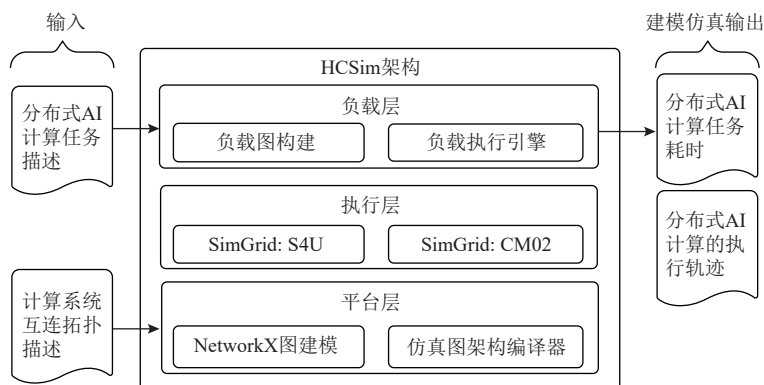 输入
建模仿真输出
HCSim架构
分布式AI
计算任务
描述
负载层
负载图构建
负载执行引擎
分布式AI
计算任务
耗时
执行层
SimGrid: S4U
SimGrid: CM02
分布式AI
计算的执
行轨迹
计算系统
互连拓扑
描述
平台层
NetworkX图建模
仿真图架构编译器